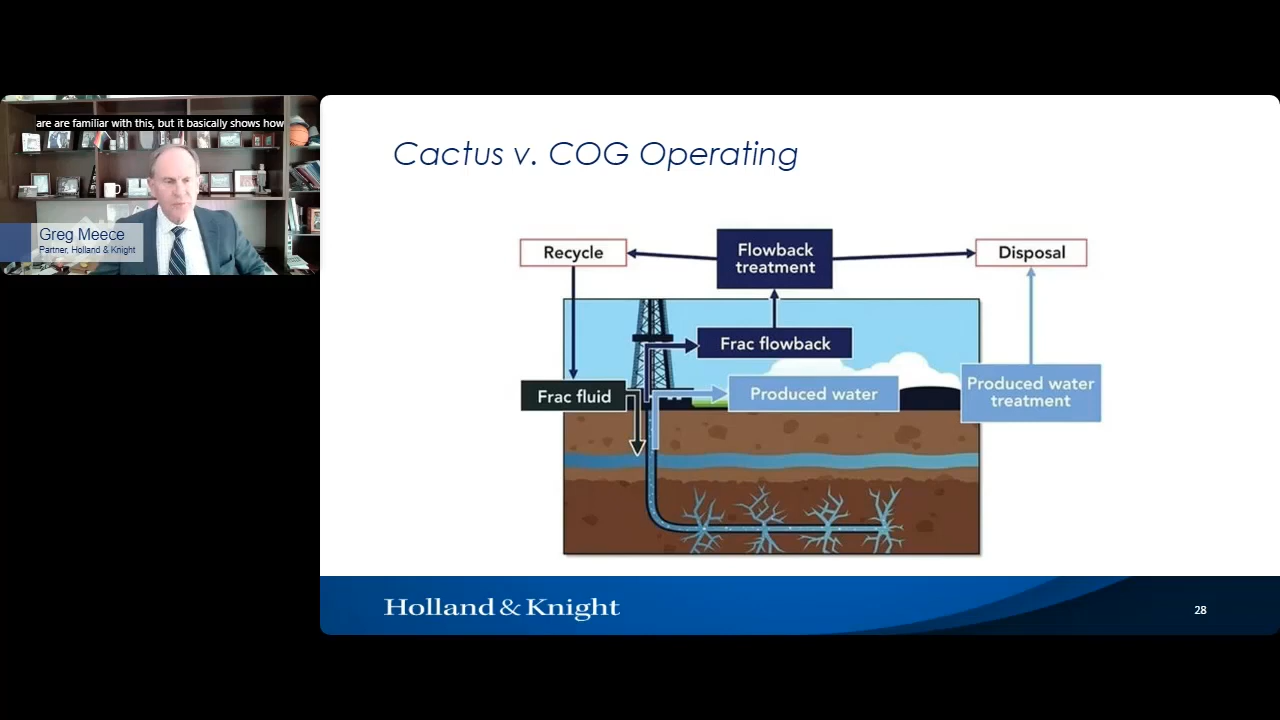 are are familiar with this, but it basically shows how
Greg Meece
Partner, Holland & Knight
Cactus v. COG Operating
Recycle
Flowback
treatment
Disposal
Frac flowback
Frac fluid
Produced water
Produced water
treatment
Holland & Knight
28